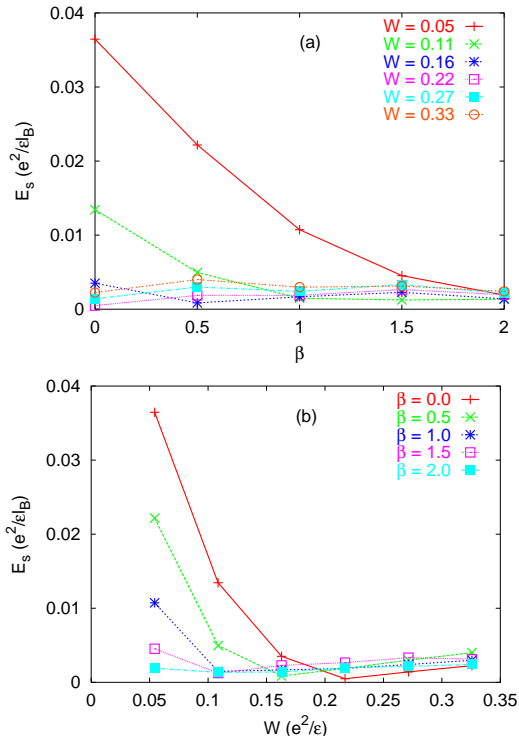 0.04
0.03
0.02
0.01
0
E_s (e^2/εl_B)
(a)
W = 0.05
W = 0.11
W = 0.16
W = 0.22
W = 0.27
W = 0.33
0 0.5 1 1.5 2
β
0.04
0.03
0.02
0.01
0
E_s (e^2/εl_B)
(b)
β = 0.0
β = 0.5
β = 1.0
β = 1.5
β = 2.0
0 0.05 0.1 0.15 0.2 0.25 0.3 0.35
W (e^2/ε)